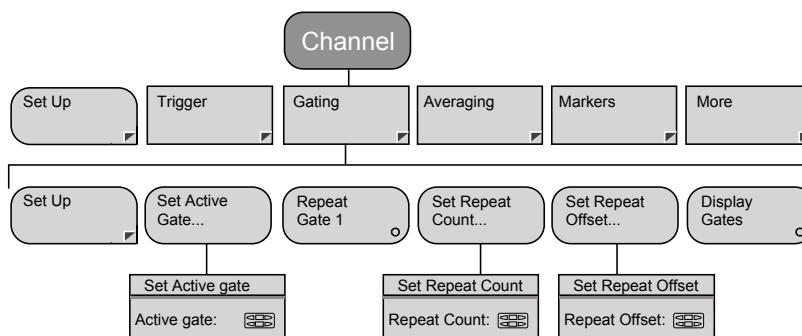 Channel
Set Up
Trigger
Gating
Averaging
Markers
More
Set Up
Set Active
Gate...
Repeat
Gate 1
Set Repeat
Count...
Set Repeat
Offset...
Display
Gates
Set Active gate
Active gate:
Set Repeat Count
Repeat Count:
Set Repeat Offset
Repeat Offset: